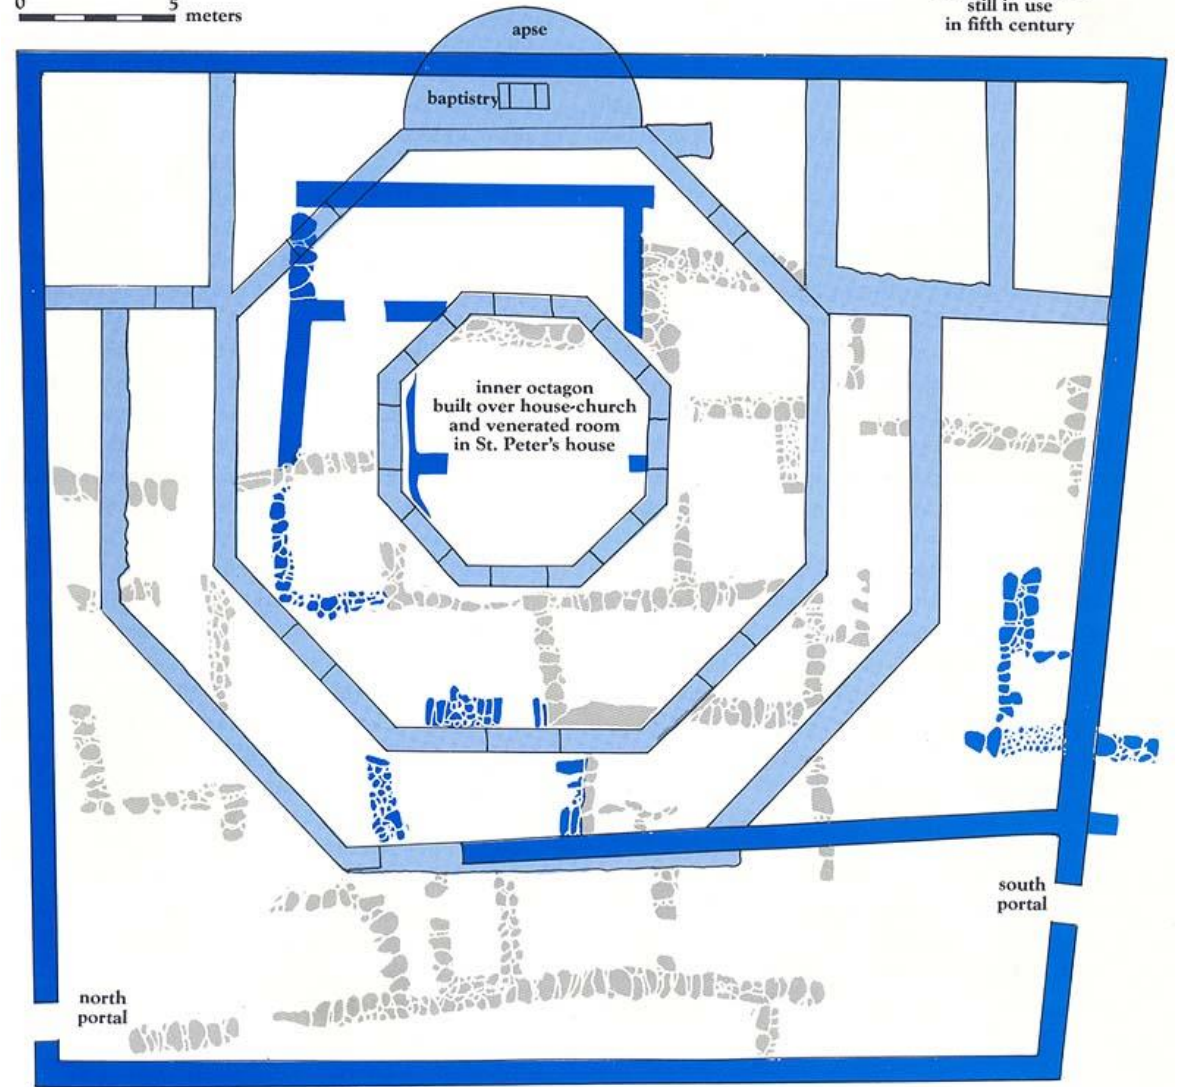 0 5
meters
still in use
in fifth century
apse
baptistry
inner octagon
built over house-church
and venerated room
in St. Peter's house
south
portal
north
portal